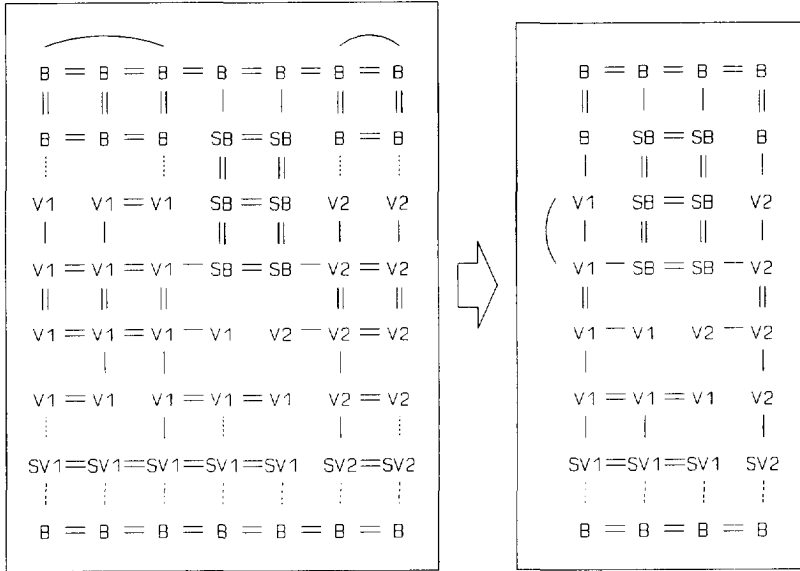 B = B = B = B = B = B = B
B = B = B SB = SB B = B
V1 V1 = V1 SB = SB V2 V2
V1 = V1 = V1 — SB = SB — V2 = V2
V1 = V1 = V1 — V1 V2 — V2 = V2
V1 = V1 V1 = V1 = V1 V2 = V2
SV1 = SV1 = SV1 = SV1 = SV1 SV2 = SV2
B = B = B = B = B = B = B
B = B = B = B
B SB = SB B
V1 SB = SB V2
V1 — SB = SB — V2
V1 — V1 V2 — V2
V1 = V1 = V1 V2
SV1 = SV1 = SV1 SV2
B = B = B = B